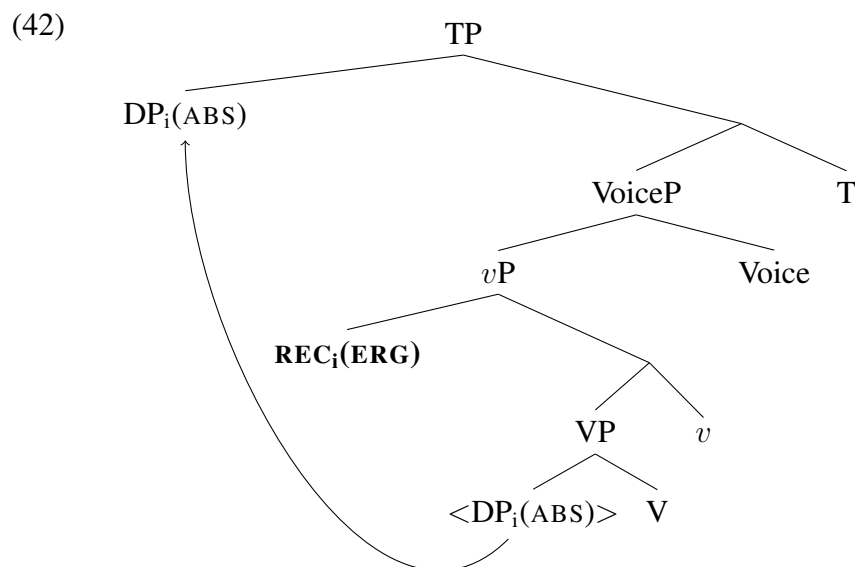 (42)
TP
DPi(ABS)
VoiceP T
vP Voice
RECi(ERG)
VP v
<DPi(ABS)> V